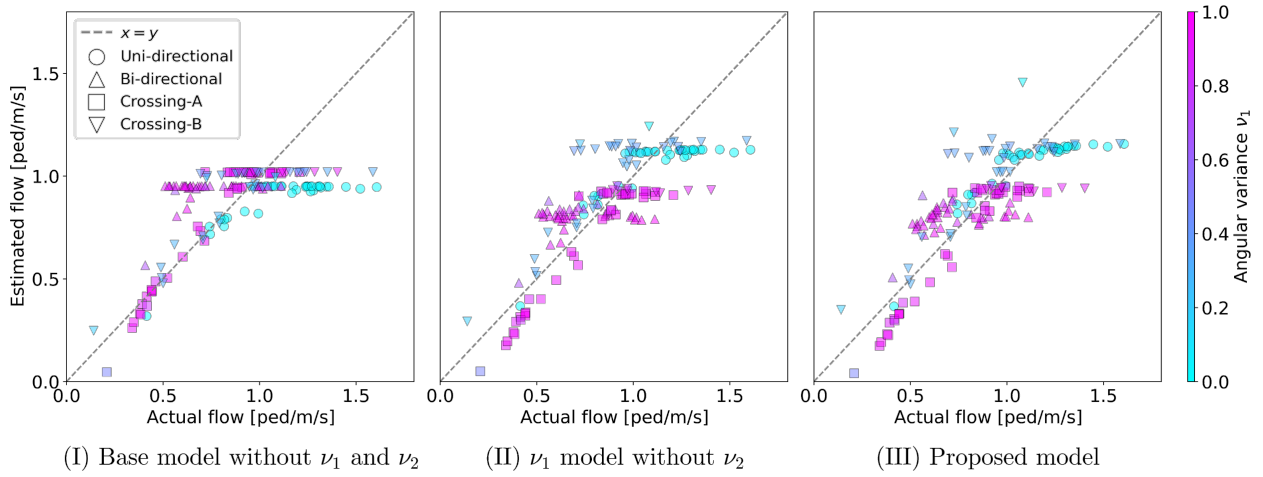 x = y
Uni-directional
Bi-directional
Crossing-A
Crossing-B
Estimated flow [ped/m/s]
1.5
1.0
0.5
0.0
0.0 0.5 1.0 1.5
Actual flow [ped/m/s]
(I) Base model without ν1 and ν2
0.0 0.5 1.0 1.5
Actual flow [ped/m/s]
(II) ν1 model without ν2
0.0 0.5 1.0 1.5
Actual flow [ped/m/s]
(III) Proposed model
1.0
0.8
0.6
0.4
0.2
0.0
Angular variance ν1